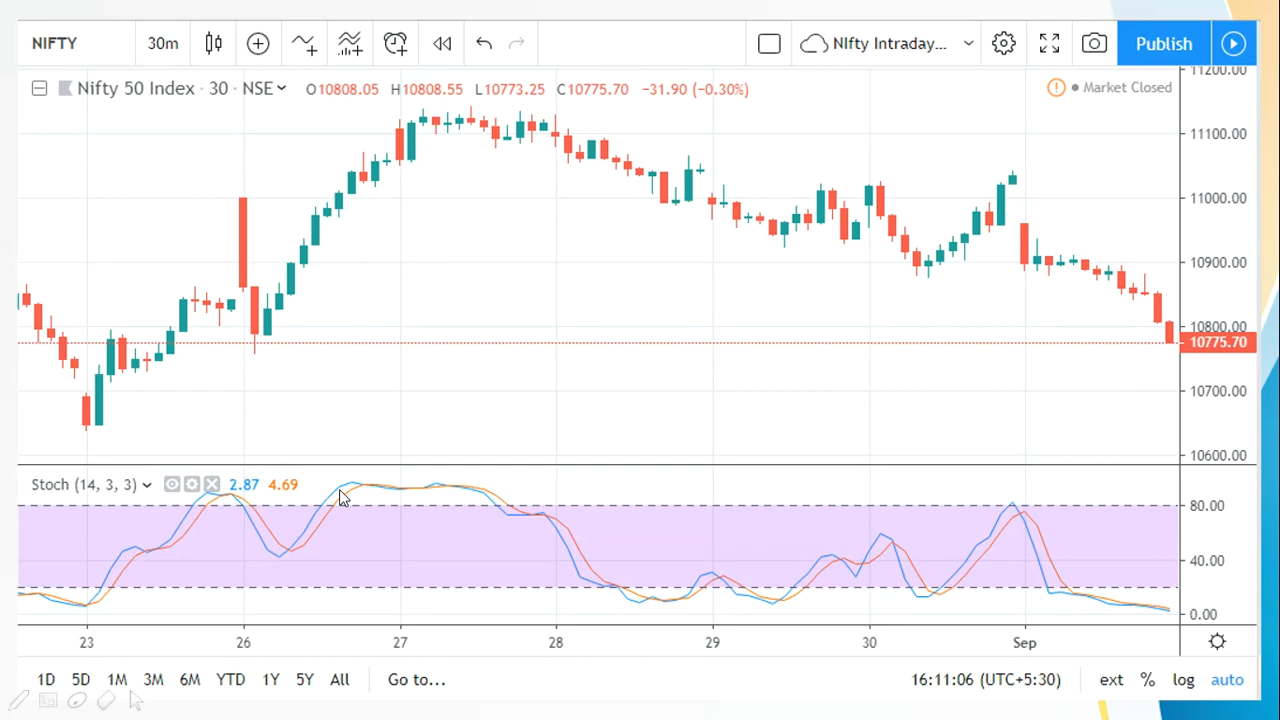 NIFTY 30m NIfty Intraday... Publish
Nifty 50 Index · 30 · NSE O10808.05 H10808.55 L10773.25 C10775.70 −31.90 (−0.30%) Market Closed
11200.00
11100.00
11000.00
10900.00
10800.00
10775.70
10700.00
10600.00
Stoch (14, 3, 3) 2.87 4.69
80.00
40.00
0.00
23 26 27 28 29 30 Sep
1D 5D 1M 3M 6M YTD 1Y 5Y All Go to... 16:11:06 (UTC+5:30) ext % log auto